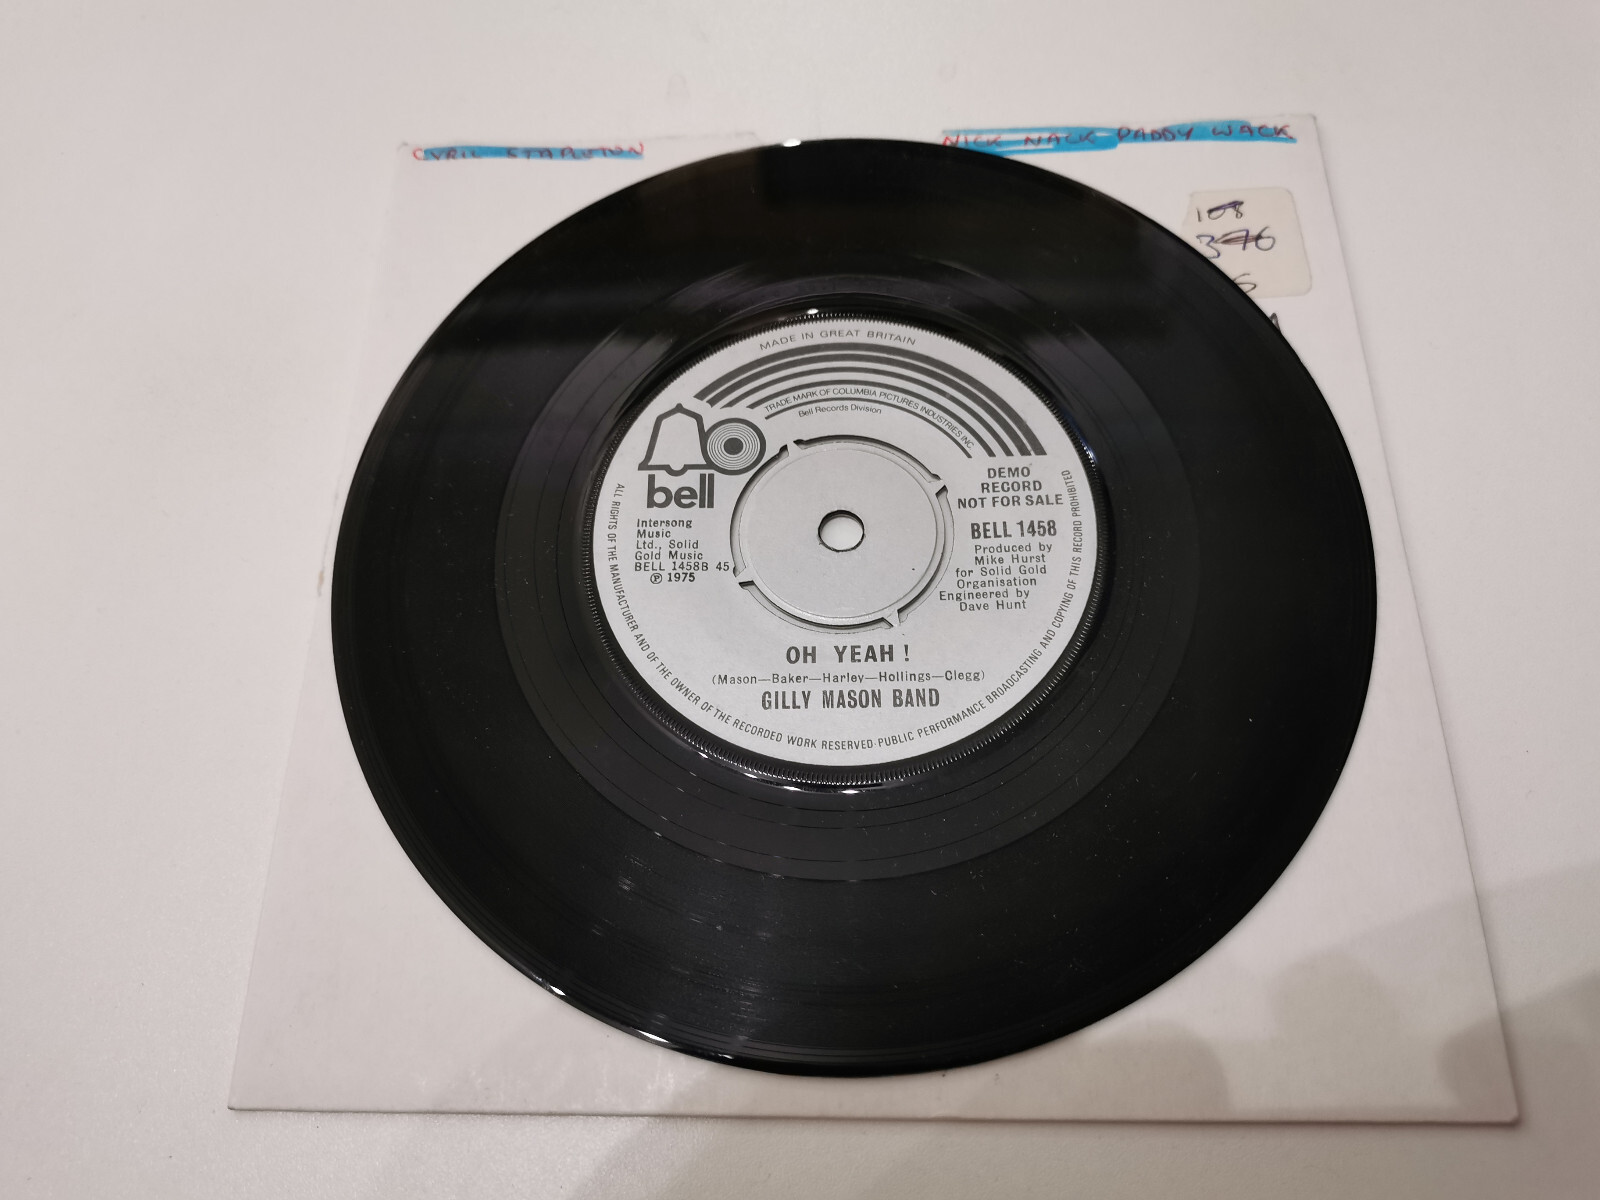 CYRIL STAPLETON
NICK NACK PADDY WACK
108
376
MADE IN GREAT BRITAIN
TRADE MARK OF COLUMBIA PICTURES INDUSTRIES INC.
Bell Records Division
bell
DEMO
RECORD
NOT FOR SALE
Intersong
Music
Ltd., Solid
Gold Music
BELL 1458B 45
Ⓟ 1975
BELL 1458
Produced by
Mike Hurst
for Solid Gold
Organisation
Engineered by
Dave Hunt
OH YEAH!
(Mason—Baker—Harley—Hollings—Clegg)
GILLY MASON BAND
ALL RIGHTS OF THE MANUFACTURER AND OF THE OWNER OF THE RECORDED WORK RESERVED·PUBLIC PERFORMANCE BROADCASTING AND COPYING OF THIS RECORD PROHIBITED